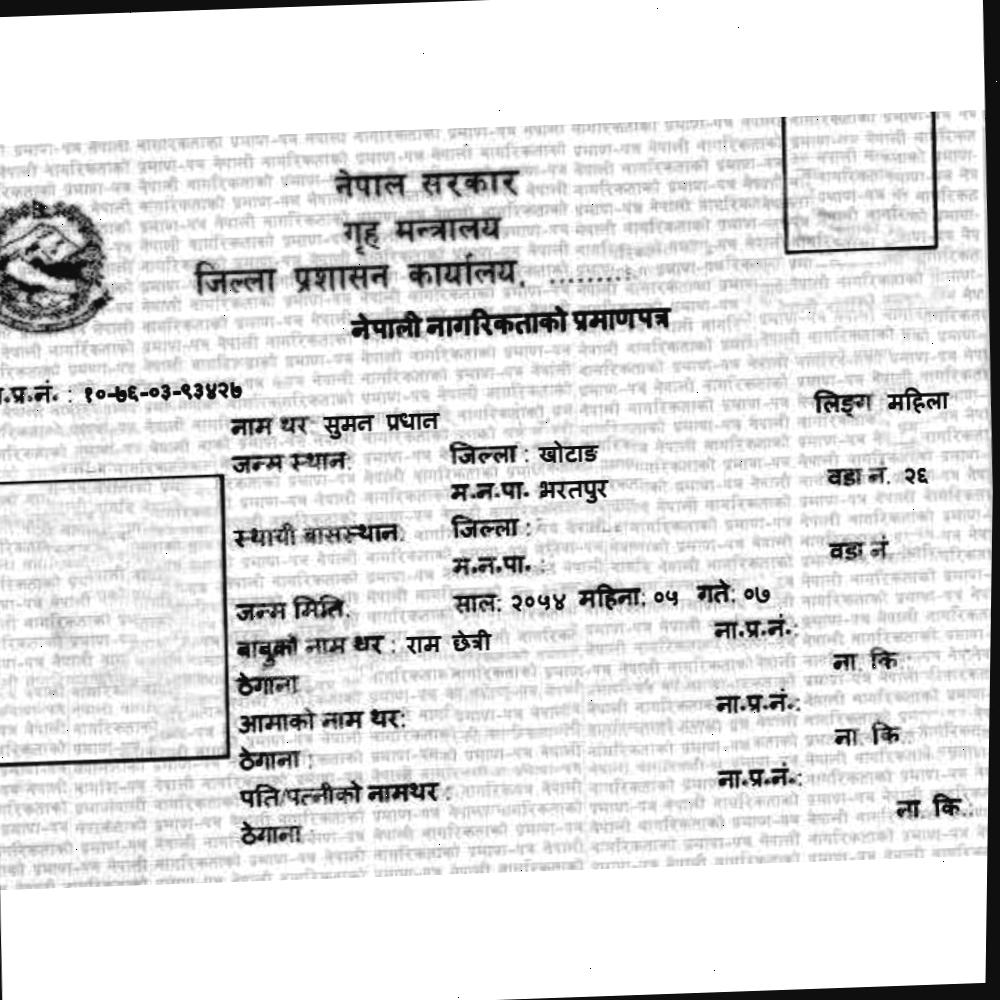 नेपाल सरकार
गृह मन्त्रालय
जिल्ला प्रशासन कार्यालय, .........
नेपाली नागरिकताको प्रमाणपत्र
.प्र.नं. : १०-७६-०३-९३४२७
नाम थर: सुमन प्रधान लिङ्ग महिला
जन्म स्थान: जिल्ला : खोटाङ
म.न.पा. भरतपुर वडा नं. २६
स्थायी बासस्थान: जिल्ला :
म.न.पा. : वडा नं.
जन्म मिति: साल: २०५४ महिना: ०५ गते: ०७
बाबुको नाम थर : राम छेत्री ना.प्र.नं.:
ठेगाना ना. कि.:
आमाको नाम थर: ना.प्र.नं.:
ठेगाना : ना. कि.:
पति/पत्नीको नामथर : ना.प्र.नं.:
ठेगाना : ना. कि.: